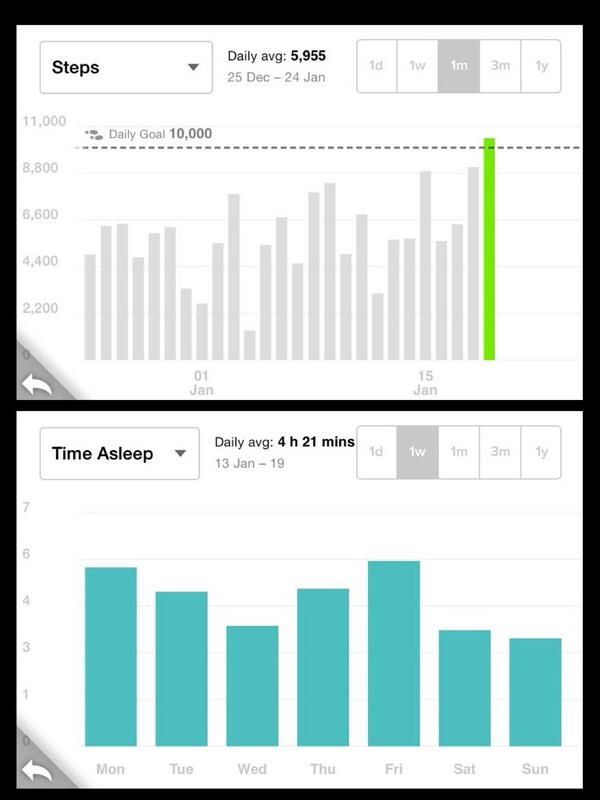 Steps
Daily avg: 5,955
25 Dec – 24 Jan
1d 1w 1m 3m 1y
11,000
Daily Goal 10,000
8,800
6,600
4,400
2,200
0
01
Jan
15
Jan
Time Asleep
Daily avg: 4 h 21 mins
13 Jan – 19
1d 1w 1m 3m 1y
7
6
4
3
1
0
Mon Tue Wed Thu Fri Sat Sun